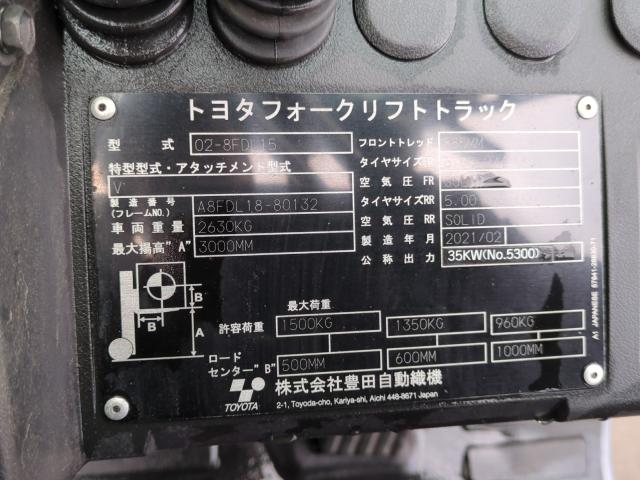 トヨタフォークリフトトラック
型式 02-8FDL15
特型型式・アタッチメント型式
V
製造番号 (フレームNO.) A8FDL18-80132
車両重量 2630KG
最大揚高"A" 3000MM
フロントトレッド
タイヤサイズFR
空気圧 FR
タイヤサイズRR 5.00
空気圧 RR SOLID
製造年月 2021/02
公称出力 35KW(No.5300)
B
B
A
最大荷重
許容荷重 1500KG 1350KG 960KG
ロードセンター"B" 500MM 600MM 1000MM
TOYOTA
株式会社豊田自動織機
2-1, Toyoda-cho, Kariya-shi, Aichi 448-8671 Japan
A1 JAPANESE